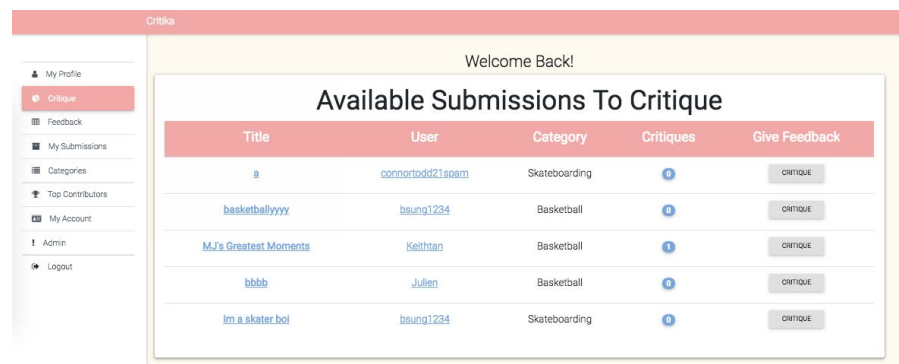 Critika
Welcome Back!
My Profile
Critique
Feedback
My Submissions
Categories
Top Contributors
My Account
Admin
Logout
Available Submissions To Critique
Title User Category Critiques Give Feedback
a connortodd21spam Skateboarding 0 CRITIQUE
basketballyyyy bsung1234 Basketball 0 CRITIQUE
MJ's Greatest Moments Keithtan Basketball 1 CRITIQUE
bbbb Julien Basketball 0 CRITIQUE
Im a skater boi bsung1234 Skateboarding 0 CRITIQUE